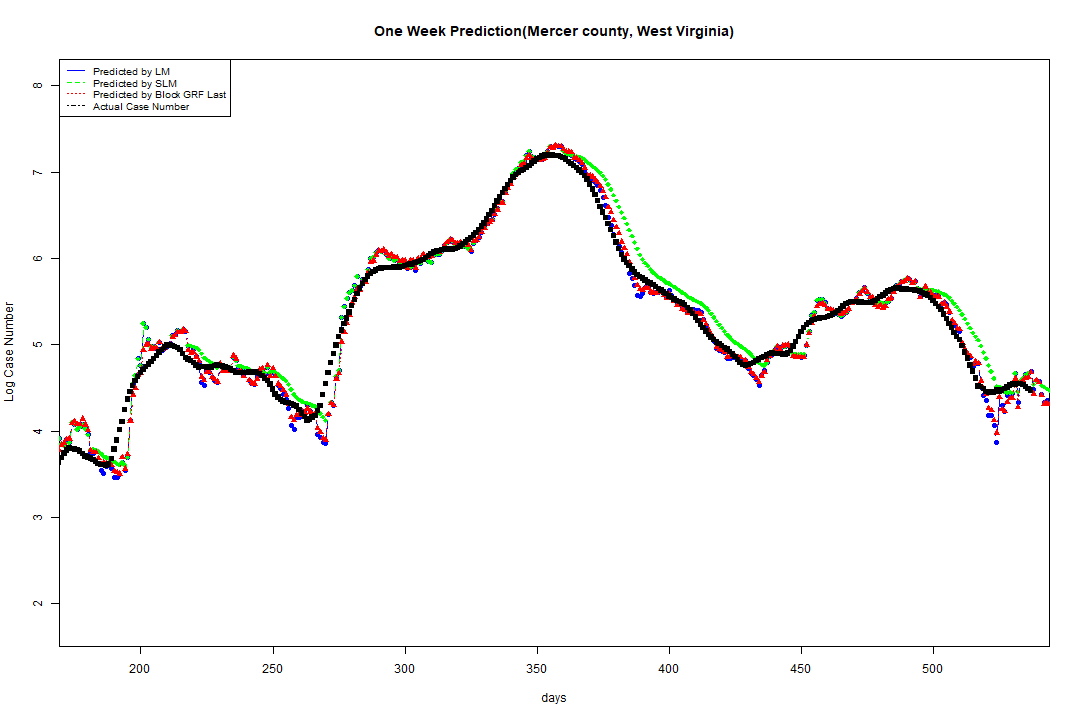 One Week Prediction(Mercer county, West Virginia)
Predicted by LM
Predicted by SLM
Predicted by Block GRF Last
Actual Case Number
Log Case Number
8
7
6
5
4
3
2
200 250 300 350 400 450 500
days